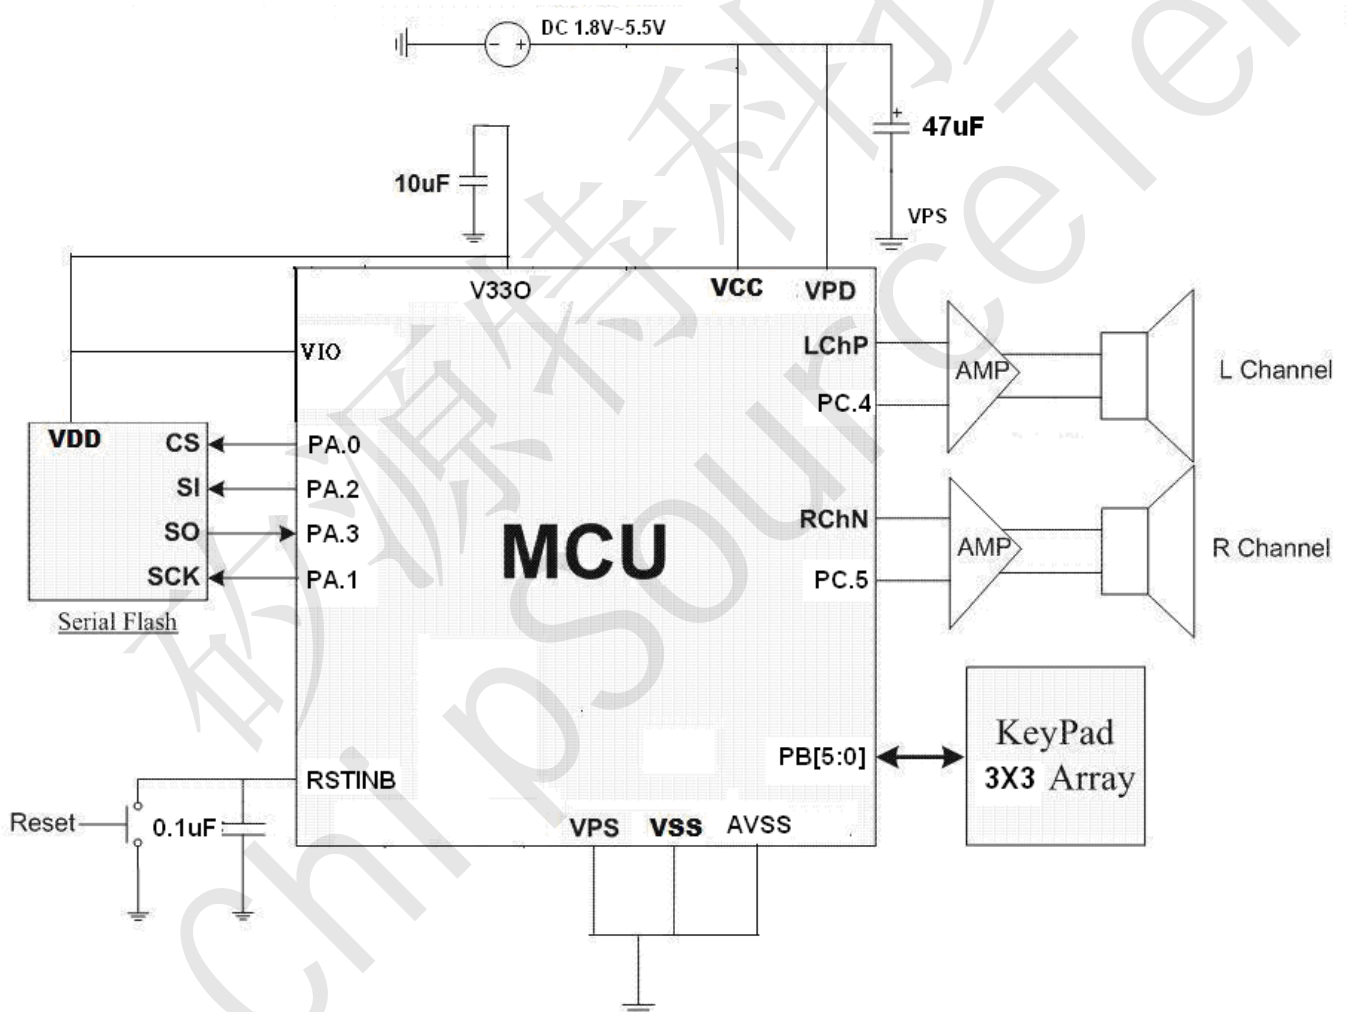 DC 1.8V~5.5V
47uF
10uF
VPS
V33O
VCC
VPD
VIO
LChP
AMP
L Channel
PC.4
VDD
CS
PA.0
SI
PA.2
SO
PA.3
SCK
PA.1
Serial Flash
MCU
RChN
AMP
R Channel
PC.5
PB[5:0]
KeyPad
3X3 Array
RSTINB
Reset
0.1uF
VPS
VSS
AVSS
矽源特科技
ChipSourceTe